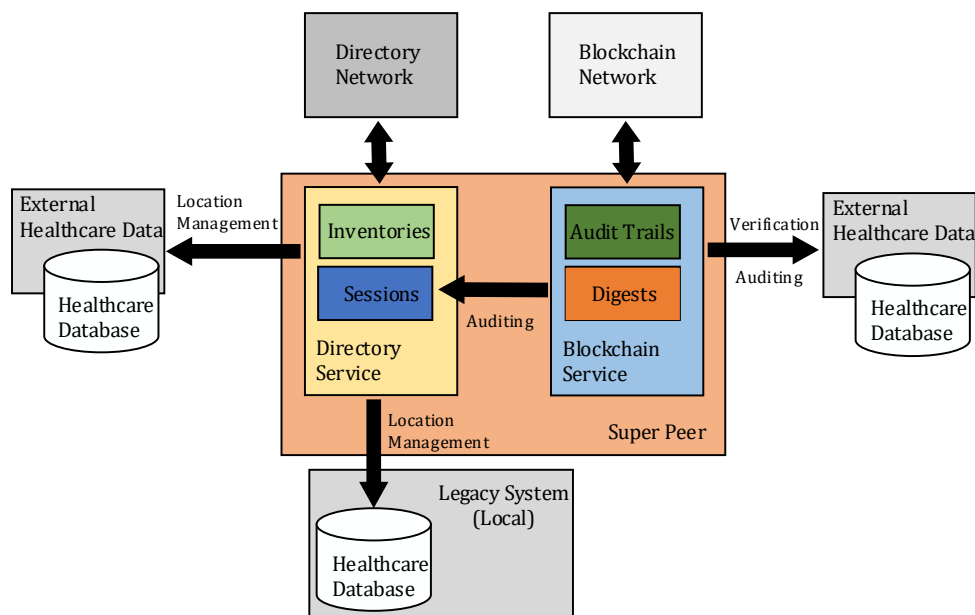 Directory
Network
Blockchain
Network
External
Healthcare Data
Healthcare
Database
Location
Management
Inventories
Sessions
Directory
Service
Auditing
Audit Trails
Digests
Blockchain
Service
Verification
Auditing
External
Healthcare Data
Healthcare
Database
Location
Management
Super Peer
Legacy System
(Local)
Healthcare
Database